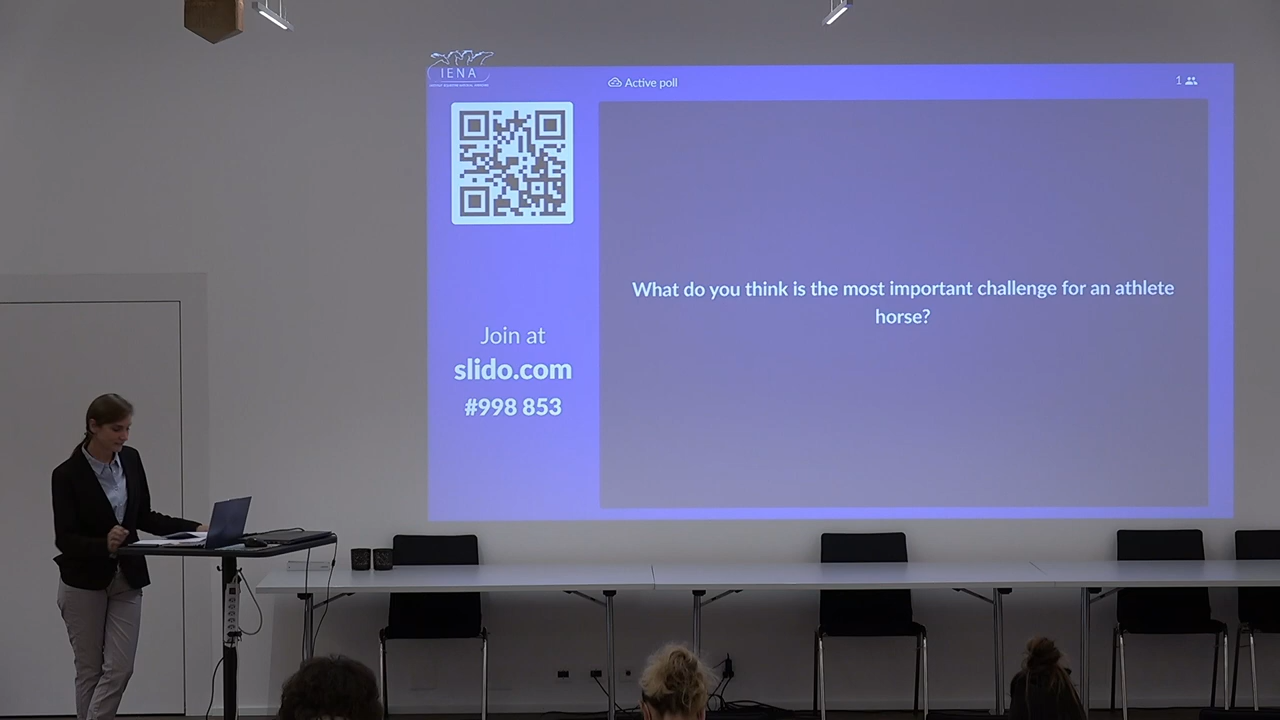 IENA
Active poll
1
What do you think is the most important challenge for an athlete
horse?
Join at
slido.com
#998 853